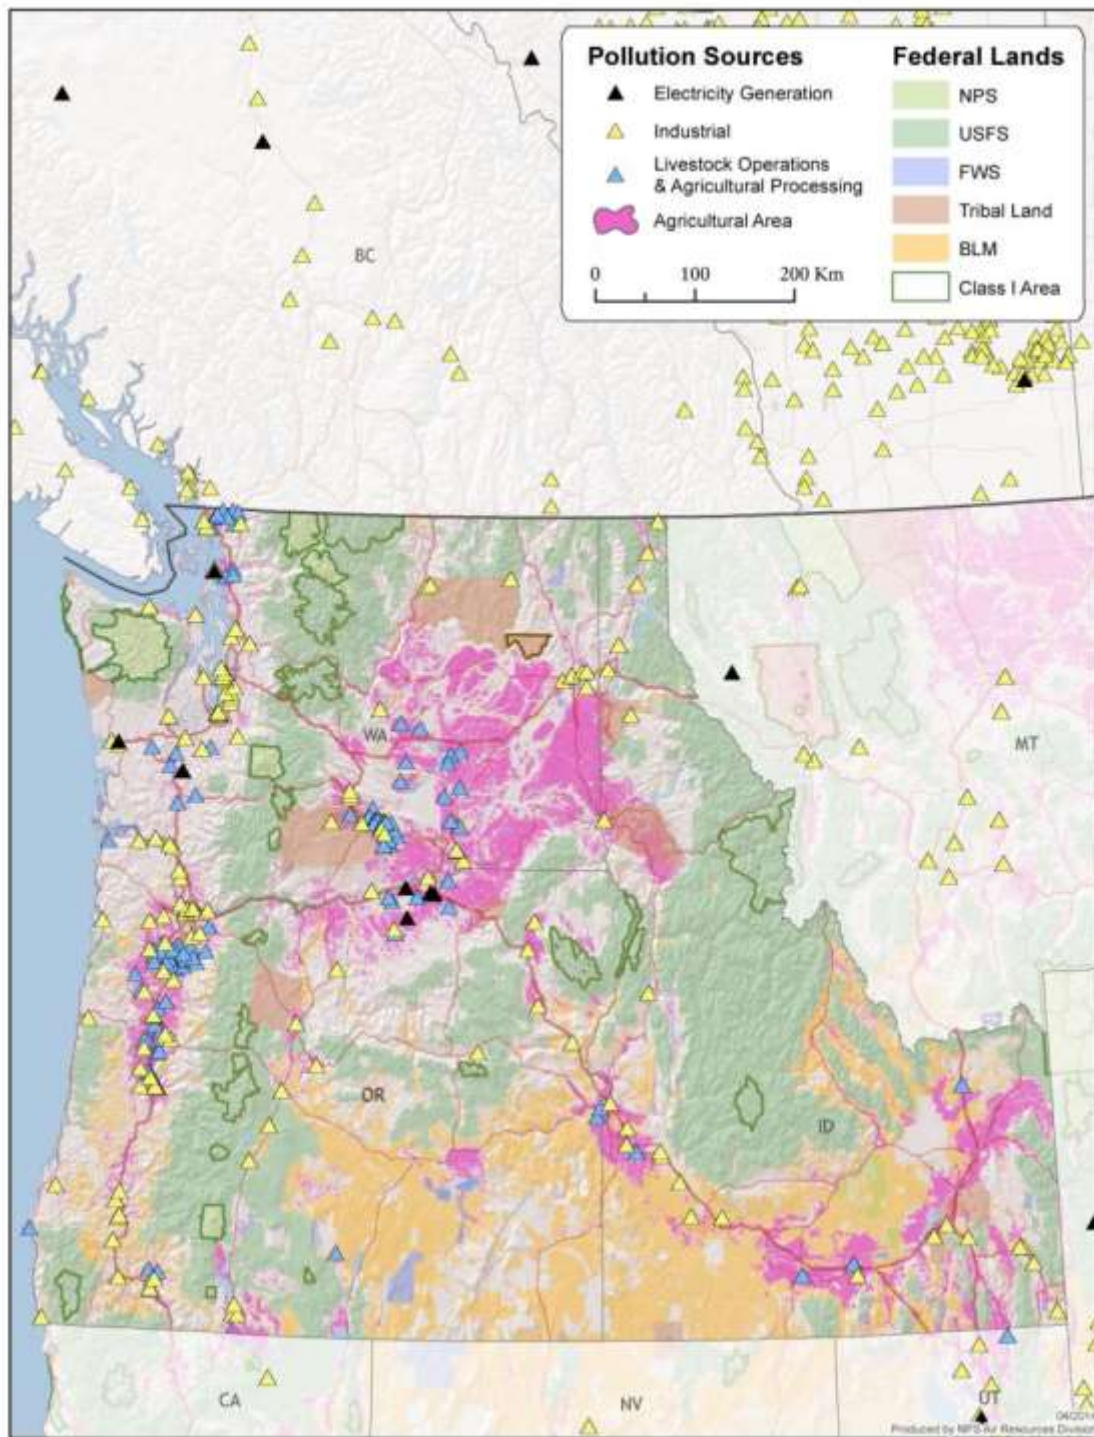 Pollution Sources
Electricity Generation
Industrial
Livestock Operations
& Agricultural Processing
Agricultural Area
0 100 200 Km
Federal Lands
NPS
USFS
FWS
Tribal Land
BLM
Class I Area
BC
WA
MT
OR
ID
CA
NV
UT
Produced by NPS Air Resources Division